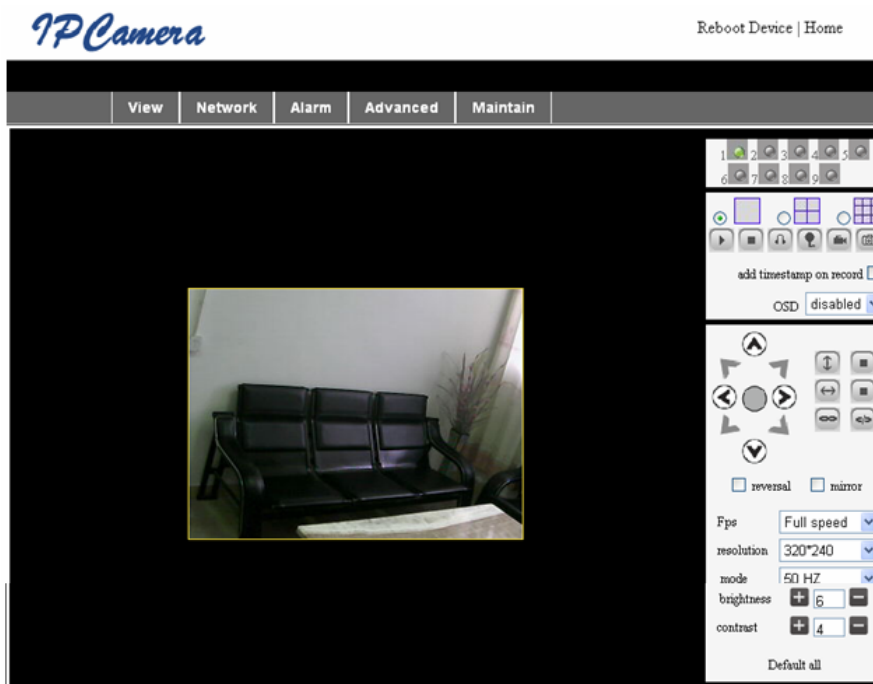 IPCamera
Reboot Device | Home
View Network Alarm Advanced Maintain
1 2 3 4 5
6 7 8 9
add timestamp on record
OSD disabled
reversal mirror
Fps Full speed
resolution 320*240
mode 50 HZ
brightness 6
contrast 4
Default all